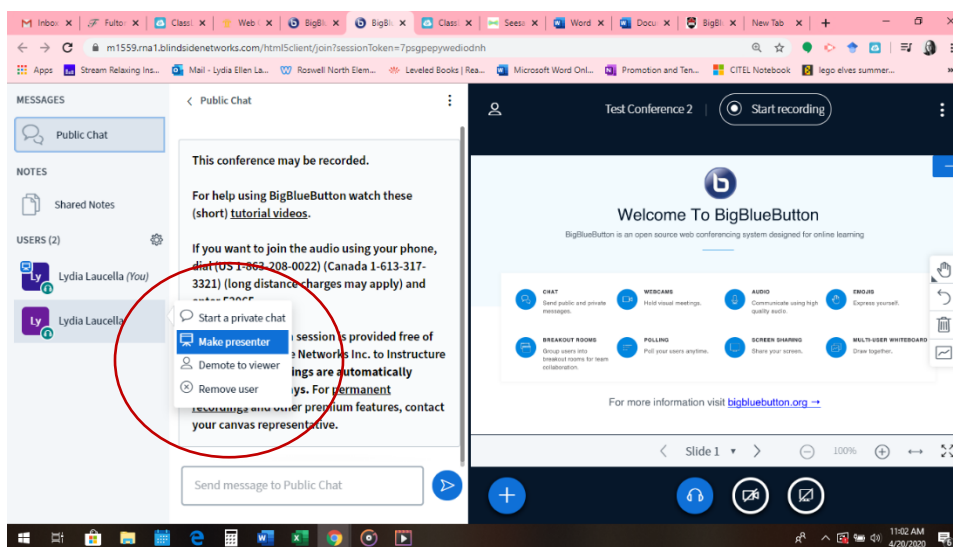 Inbox
Fulton
Classl
Web
BigBl
BigBl
Classl
Sees
Word
Docu
BigBl
New Tab
m1559.rna1.blindsidenetworks.com/html5client/join?sessionToken=7psgpepywediodnh
Apps
Stream Relaxing Ins...
Mail - Lydia Ellen La...
Roswell North Elem...
Leveled Books | Rea...
Microsoft Word Onl...
Promotion and Ten...
CITEL Notebook
lego elves summer...
MESSAGES
Public Chat
NOTES
Shared Notes
USERS (2)
Ly
Lydia Laucella (You)
Ly
Lydia Laucella
Public Chat
This conference may be recorded.
For help using BigBlueButton watch these
(short) tutorial videos.
If you want to join the audio using your phone,
dial (US 1-863-208-0022) (Canada 1-613-317-
3321) (long distance charges may apply) and
session is provided free of
Networks Inc. to Instructure
ings are automatically
ys. For permanent
recordings and other premium features, contact
your canvas representative.
Start a private chat
Make presenter
Demote to viewer
Remove user
Send message to Public Chat
Test Conference 2
Start recording
b
Welcome To BigBlueButton
BigBlueButton is an open source web conferencing system designed for online learning
CHAT
Send public and private
messages.
WEBCAMS
Hold visual meetings.
AUDIO
Communicate using high
quality audio.
EMOJIS
Express yourself.
BREAKOUT ROOMS
Group users into
breakout rooms for team
collaboration.
POLLING
Poll your users anytime.
SCREEN SHARING
Share your screen.
MULTI-USER WHITEBOARD
Draw together.
For more information visit bigbluebutton.org →
Slide 1
100%
11:02 AM
4/20/2020